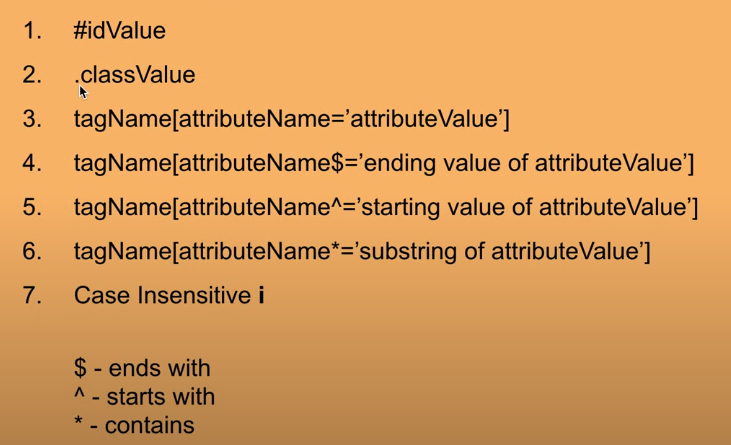 1. #idValue
2. .classValue
3. tagName[attributeName=’attributeValue’]
4. tagName[attributeName$=’ending value of attributeValue’]
5. tagName[attributeName^=’starting value of attributeValue’]
6. tagName[attributeName*=’substring of attributeValue’]
7. Case Insensitive i
$ - ends with
^ - starts with
* - contains